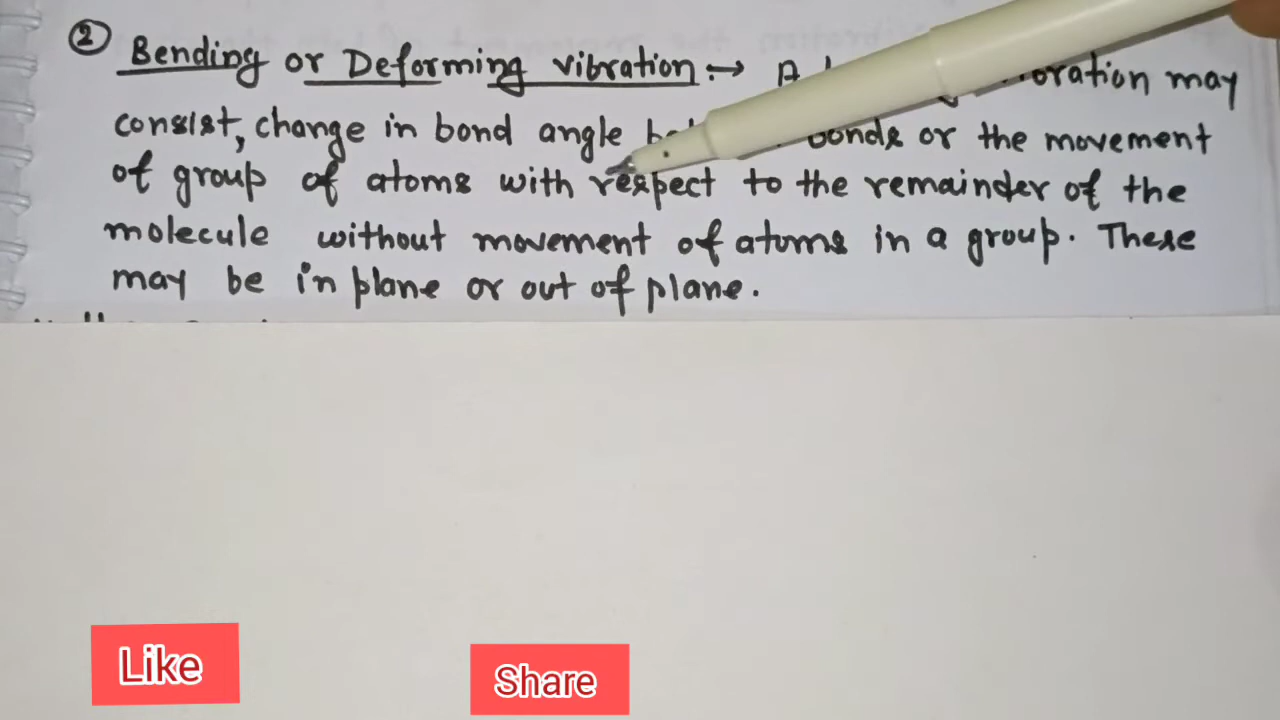 ② Bending or Deforming vibration :→ A may
consist, change in bond angle bonds or the movement
of group of atoms with respect to the remainder of the
molecule without movement of atoms in a group. These
may be in plane or out of plane.
Like
Share